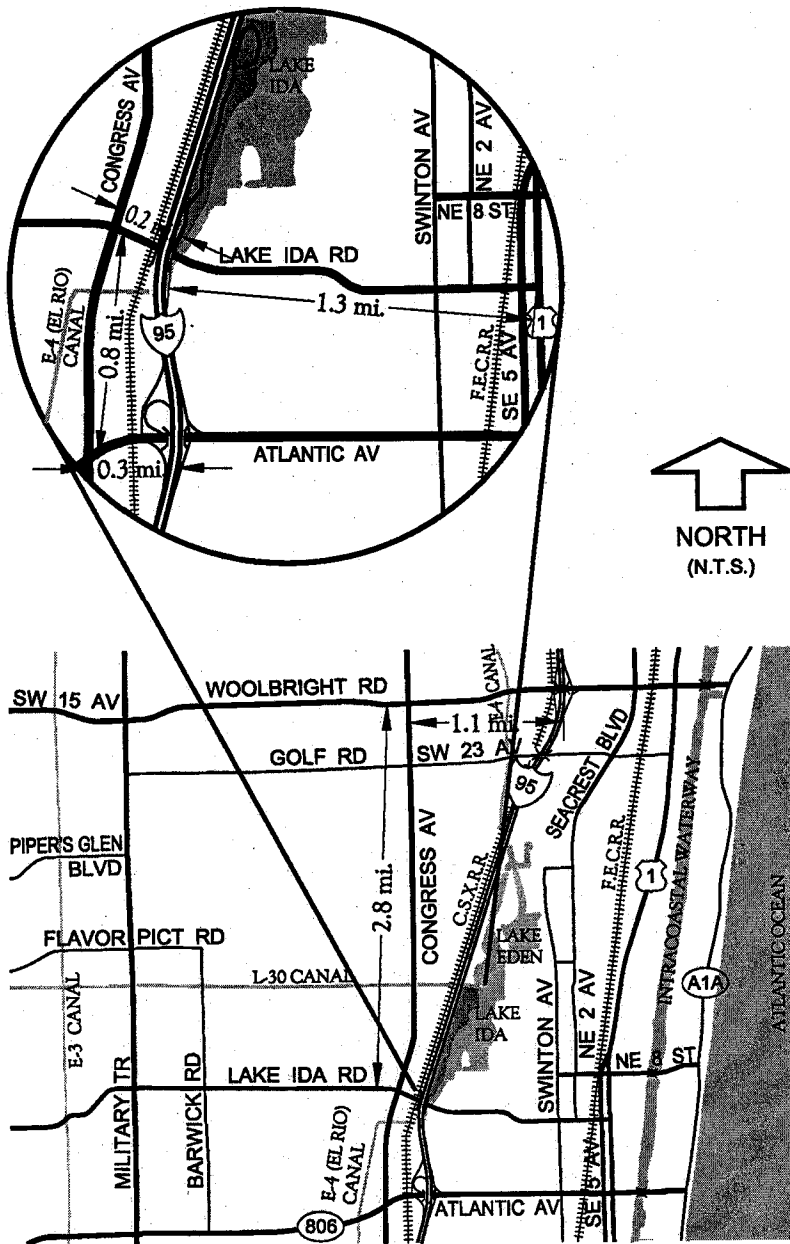 LAKE
IDA
CONGRESS AV
SWINTON AV
NE 2 AV
NE 8 ST
0.2
LAKE IDA RD
1.3 mi.
E-4 (EL RIO)
CANAL
0.8 mi.
95
1
F.E.C.R.R.
SE 5 AV
ATLANTIC AV
0.3 mi.
NORTH
(N.T.S.)
SW 15 AV
WOOLBRIGHT RD
CANAL
1.1 mi.
GOLF RD
SW 23 AV
SEACREST BLVD
95
PIPER'S GLEN
BLVD
CONGRESS AV
C.S.X.R.R.
F.E.C.R.R.
1
INTRACOASTAL WATERWAY
2.8 mi.
FLAVOR PICT RD
LAKE
EDEN
L-30 CANAL
A1A
ATLANTIC OCEAN
E-3 CANAL
LAKE
IDA
SWINTON AV
NE 2 AV
MILITARY TR
BARWICK RD
LAKE IDA RD
NE 8 ST
E-4 (EL RIO)
CANAL
SE 5 AV
806
ATLANTIC AV